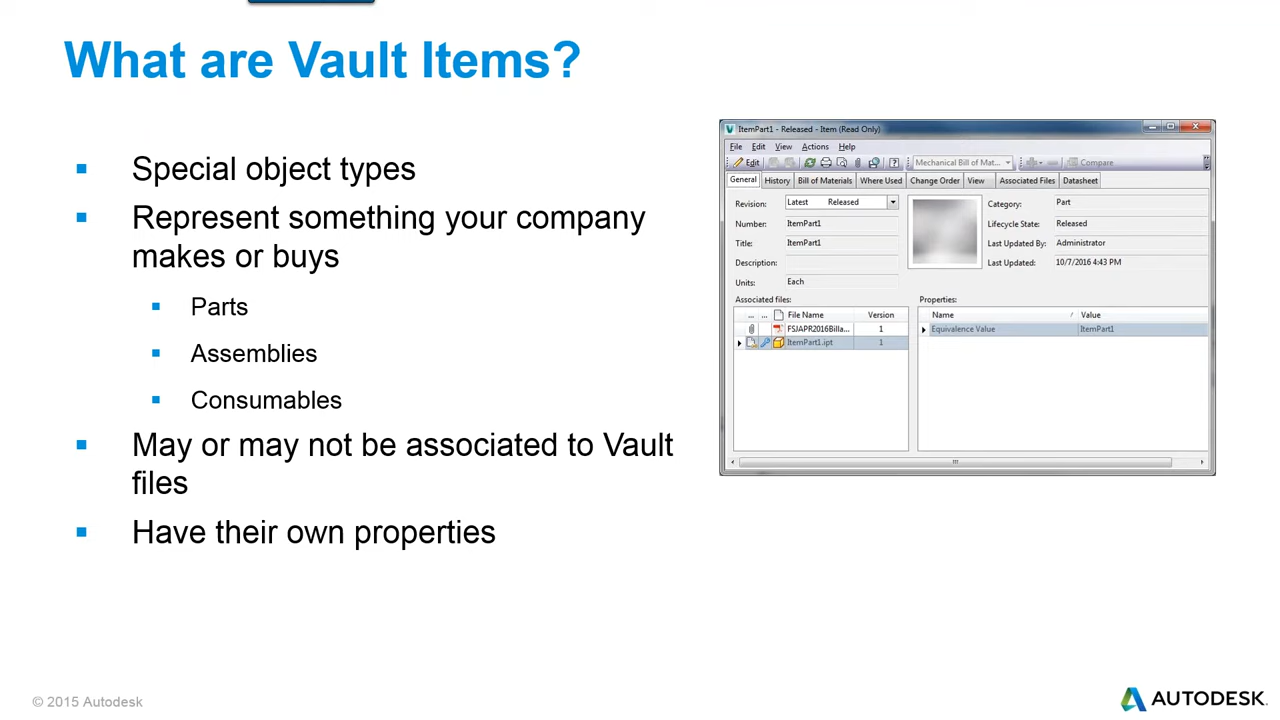 What are Vault Items?
Special object types
Represent something your company
makes or buys
Parts
Assemblies
Consumables
May or may not be associated to Vault
files
Have their own properties
ItemPart1 - Released - Item (Read Only)
File Edit View Actions Help
Edit Mechanical Bill of Mat... Compare
General History Bill of Materials Where Used Change Order View Associated Files Datasheet
Revision: Latest Released Category: Part
Number: ItemPart1 Lifecycle State: Released
Title: ItemPart1 Last Updated By: Administrator
Description: Last Updated: 10/7/2016 4:43 PM
Units: Each
Associated files: Properties:
... ... File Name Version Name / Value
FSJAPR2016Billa... 1 Equivalence Value ItemPart1
ItemPart1.ipt 1
© 2015 Autodesk
AUTODESK.